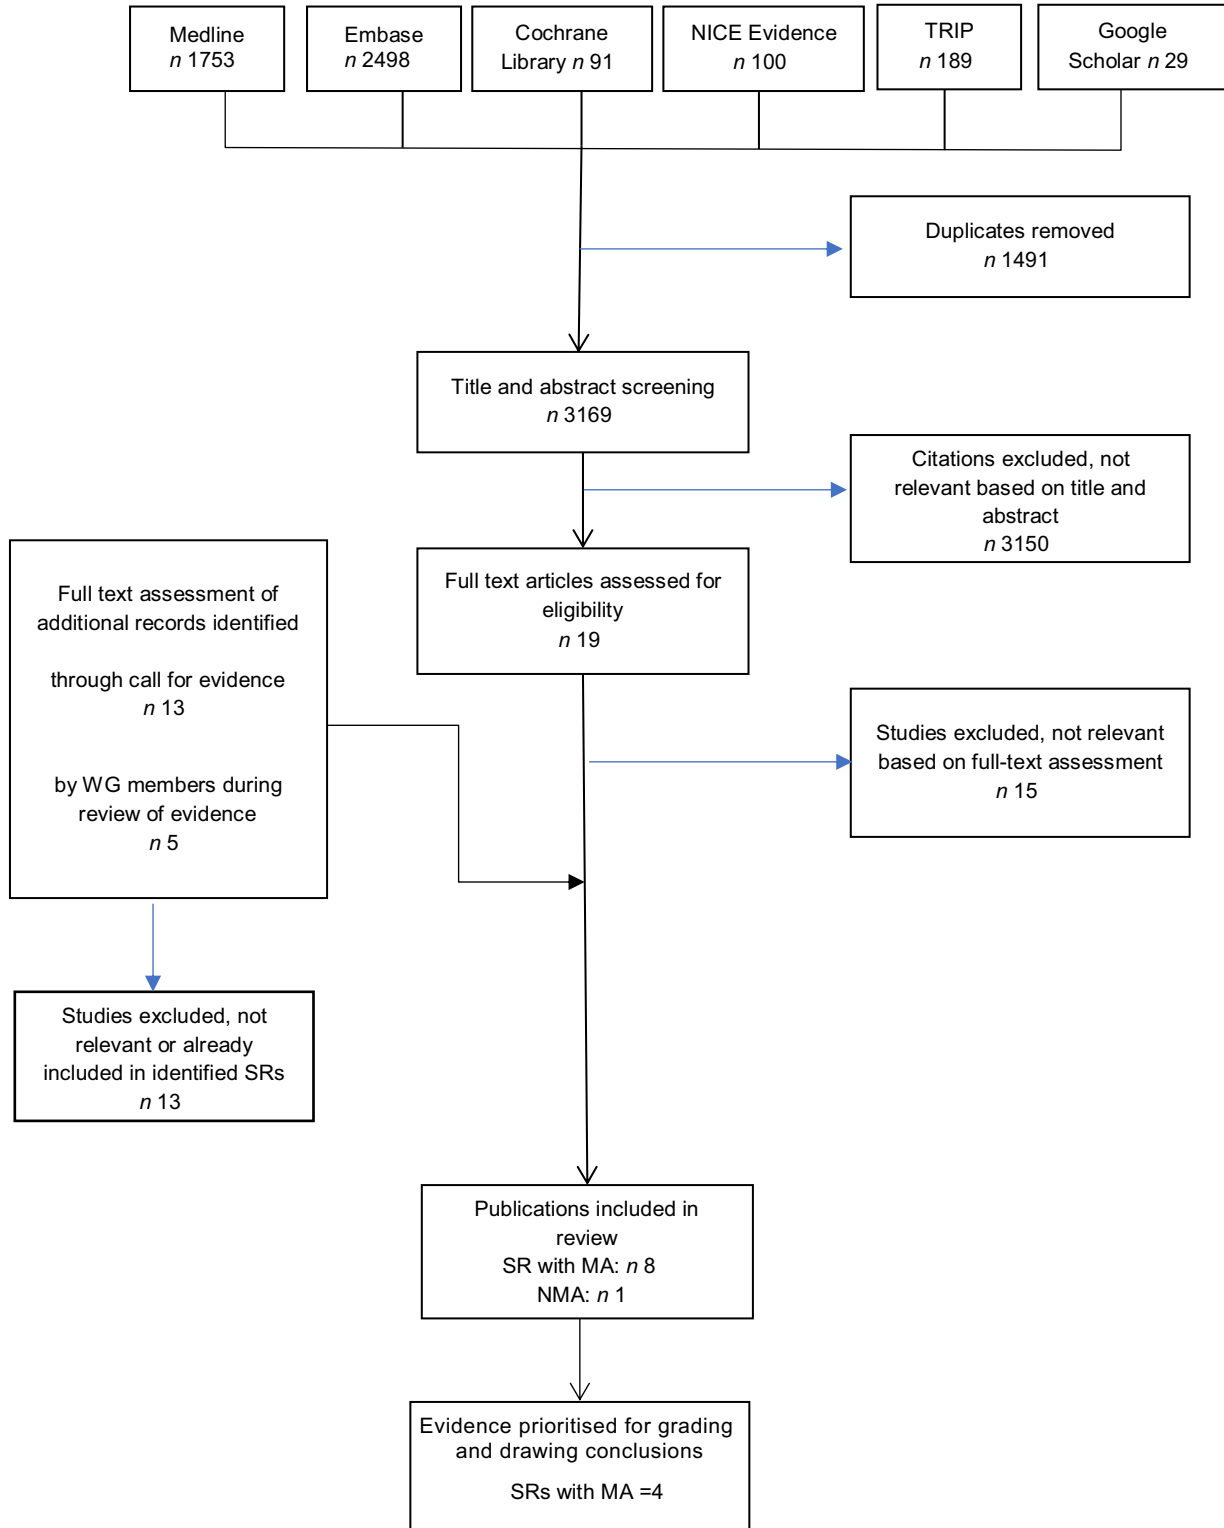 Medline
n 1753
Embase
n 2498
Cochrane
Library n 91
NICE Evidence
n 100
TRIP
n 189
Google
Scholar n 29
Duplicates removed
n 1491
Title and abstract screening
n 3169
Citations excluded, not
relevant based on title and
abstract
n 3150
Full text articles assessed for
eligibility
n 19
Full text assessment of
additional records identified
through call for evidence
n 13
by WG members during
review of evidence
n 5
Studies excluded, not relevant
based on full-text assessment
n 15
Studies excluded, not
relevant or already
included in identified SRs
n 13
Publications included in
review
SR with MA: n 8
NMA: n 1
Evidence prioritised for grading
and drawing conclusions
SRs with MA =4